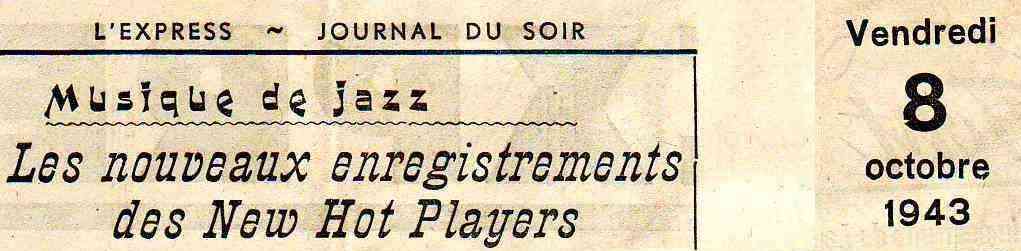 L'EXPRESS ~ JOURNAL DU SOIR
Musique de jazz
Les nouveaux enregistrements
des New Hot Players
Vendredi
8
octobre
1943